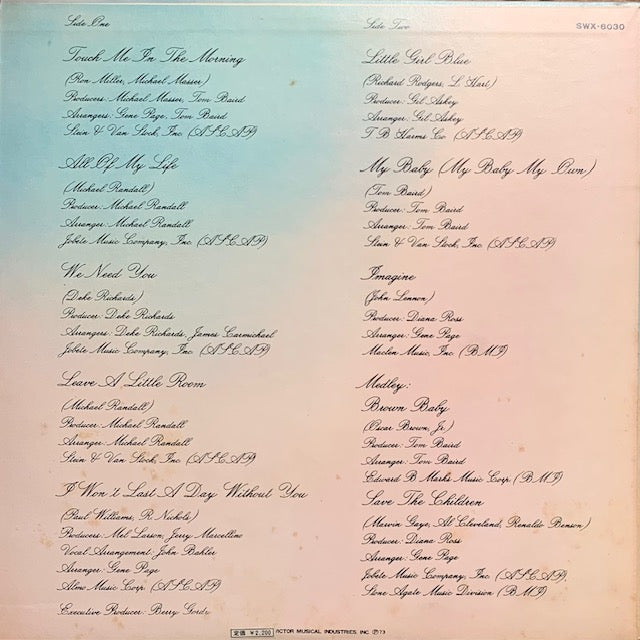 Side One
Touch Me In The Morning
(Ron Miller, Michael Masser)
Producers: Michael Masser, Tom Baird
Arrangers: Gene Page, Tom Baird
Stein & Van Stock, Inc. (ASCAP)
All Of My Life
(Michael Randall)
Producer: Michael Randall
Arranger: Michael Randall
Jobete Music Company, Inc. (ASCAP)
We Need You
(Deke Richards)
Producer: Deke Richards
Arrangers: Deke Richards, James Carmichael
Jobete Music Company, Inc. (ASCAP)
Leave A Little Room
(Michael Randall)
Producer: Michael Randall
Arranger: Michael Randall
Stein & Van Stock, Inc. (ASCAP)
I Won't Last A Day Without You
(Paul Williams, R. Nichols)
Producers: Mel Larson, Jerry Marcellino
Vocal Arrangement: John Bahler
Arranger: Gene Page
Almo Music Corp. (ASCAP)
Executive Producer: Berry Gordy
Side Two
SWX-6030
Little Girl Blue
(Richard Rodgers, L. Hart)
Producer: Gil Askey
Arranger: Gil Askey
T B Harms Co. (ASCAP)
My Baby (My Baby My Own)
(Tom Baird)
Producer: Tom Baird
Arranger: Tom Baird
Stein & Van Stock, Inc. (ASCAP)
Imagine
(John Lennon)
Producer: Diana Ross
Arranger: Gene Page
Maclen Music, Inc. (BMI)
Medley:
Brown Baby
(Oscar Brown, Jr.)
Producer: Tom Baird
Arranger: Tom Baird
Edward B Marks Music Corp. (BMI)
Save The Children
(Marvin Gaye, Al Cleveland, Renaldo Benson)
Producer: Diana Ross
Arranger: Gene Page
Jobete Music Company, Inc. (ASCAP)
Stone Agate Music Division (BMI)
定価 ¥2,200 CTOR MUSICAL INDUSTRIES, INC. Ⓟ73